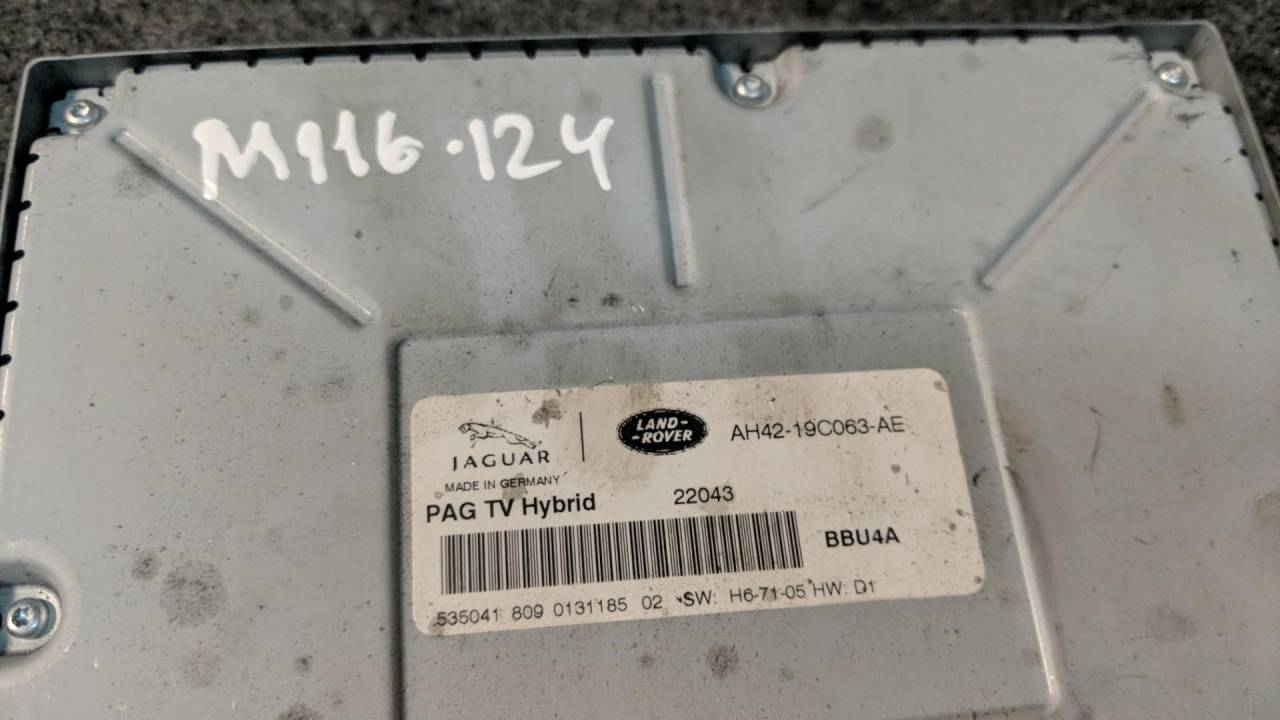 M116.124
JAGUAR
LAND-
-ROVER
AH42-19C063-AE
MADE IN GERMANY
PAG TV Hybrid 22043
BBU4A
535041 809 0131185 02 SW: H6-71-05 HW: D1